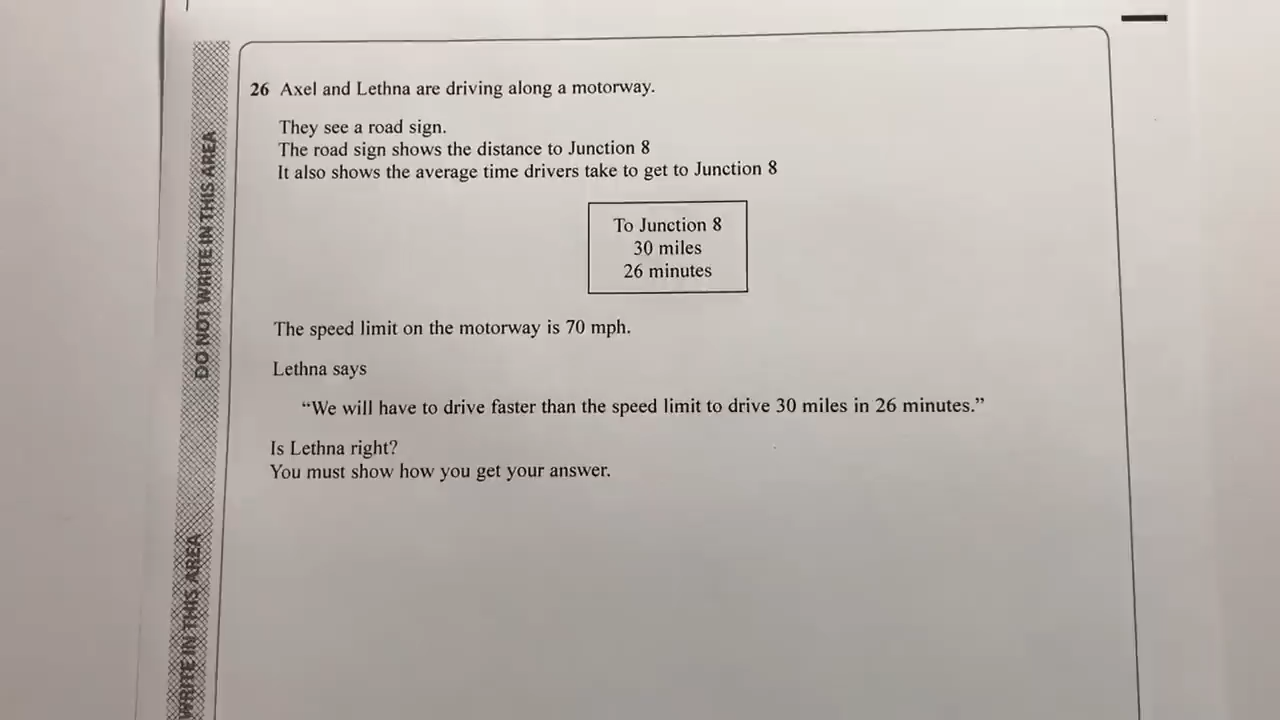 26 Axel and Lethna are driving along a motorway.
They see a road sign.
The road sign shows the distance to Junction 8
It also shows the average time drivers take to get to Junction 8
To Junction 8
30 miles
26 minutes
The speed limit on the motorway is 70 mph.
Lethna says
“We will have to drive faster than the speed limit to drive 30 miles in 26 minutes.”
Is Lethna right?
You must show how you get your answer.
DO NOT WRITE IN THIS AREA
WRITE IN THIS AREA